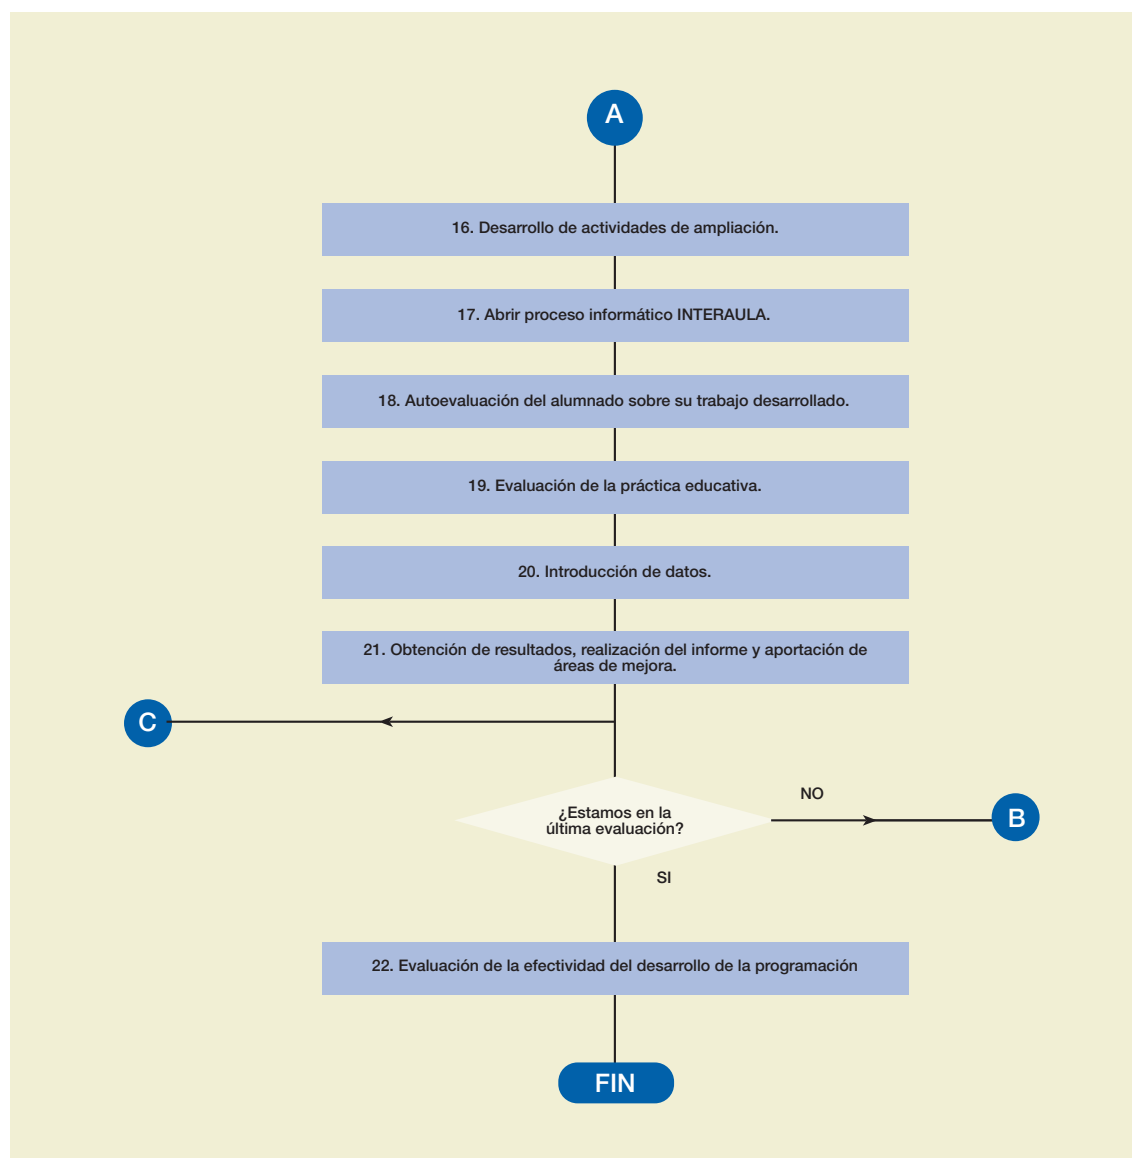 A
16. Desarrollo de actividades de ampliación.
17. Abrir proceso informático INTERAULA.
18. Autoevaluación del alumnado sobre su trabajo desarrollado.
19. Evaluación de la práctica educativa.
20. Introducción de datos.
21. Obtención de resultados, realización del informe y aportación de
áreas de mejora.
C
¿Estamos en la
última evaluación?
NO
B
SI
22. Evaluación de la efectividad del desarrollo de la programación
FIN